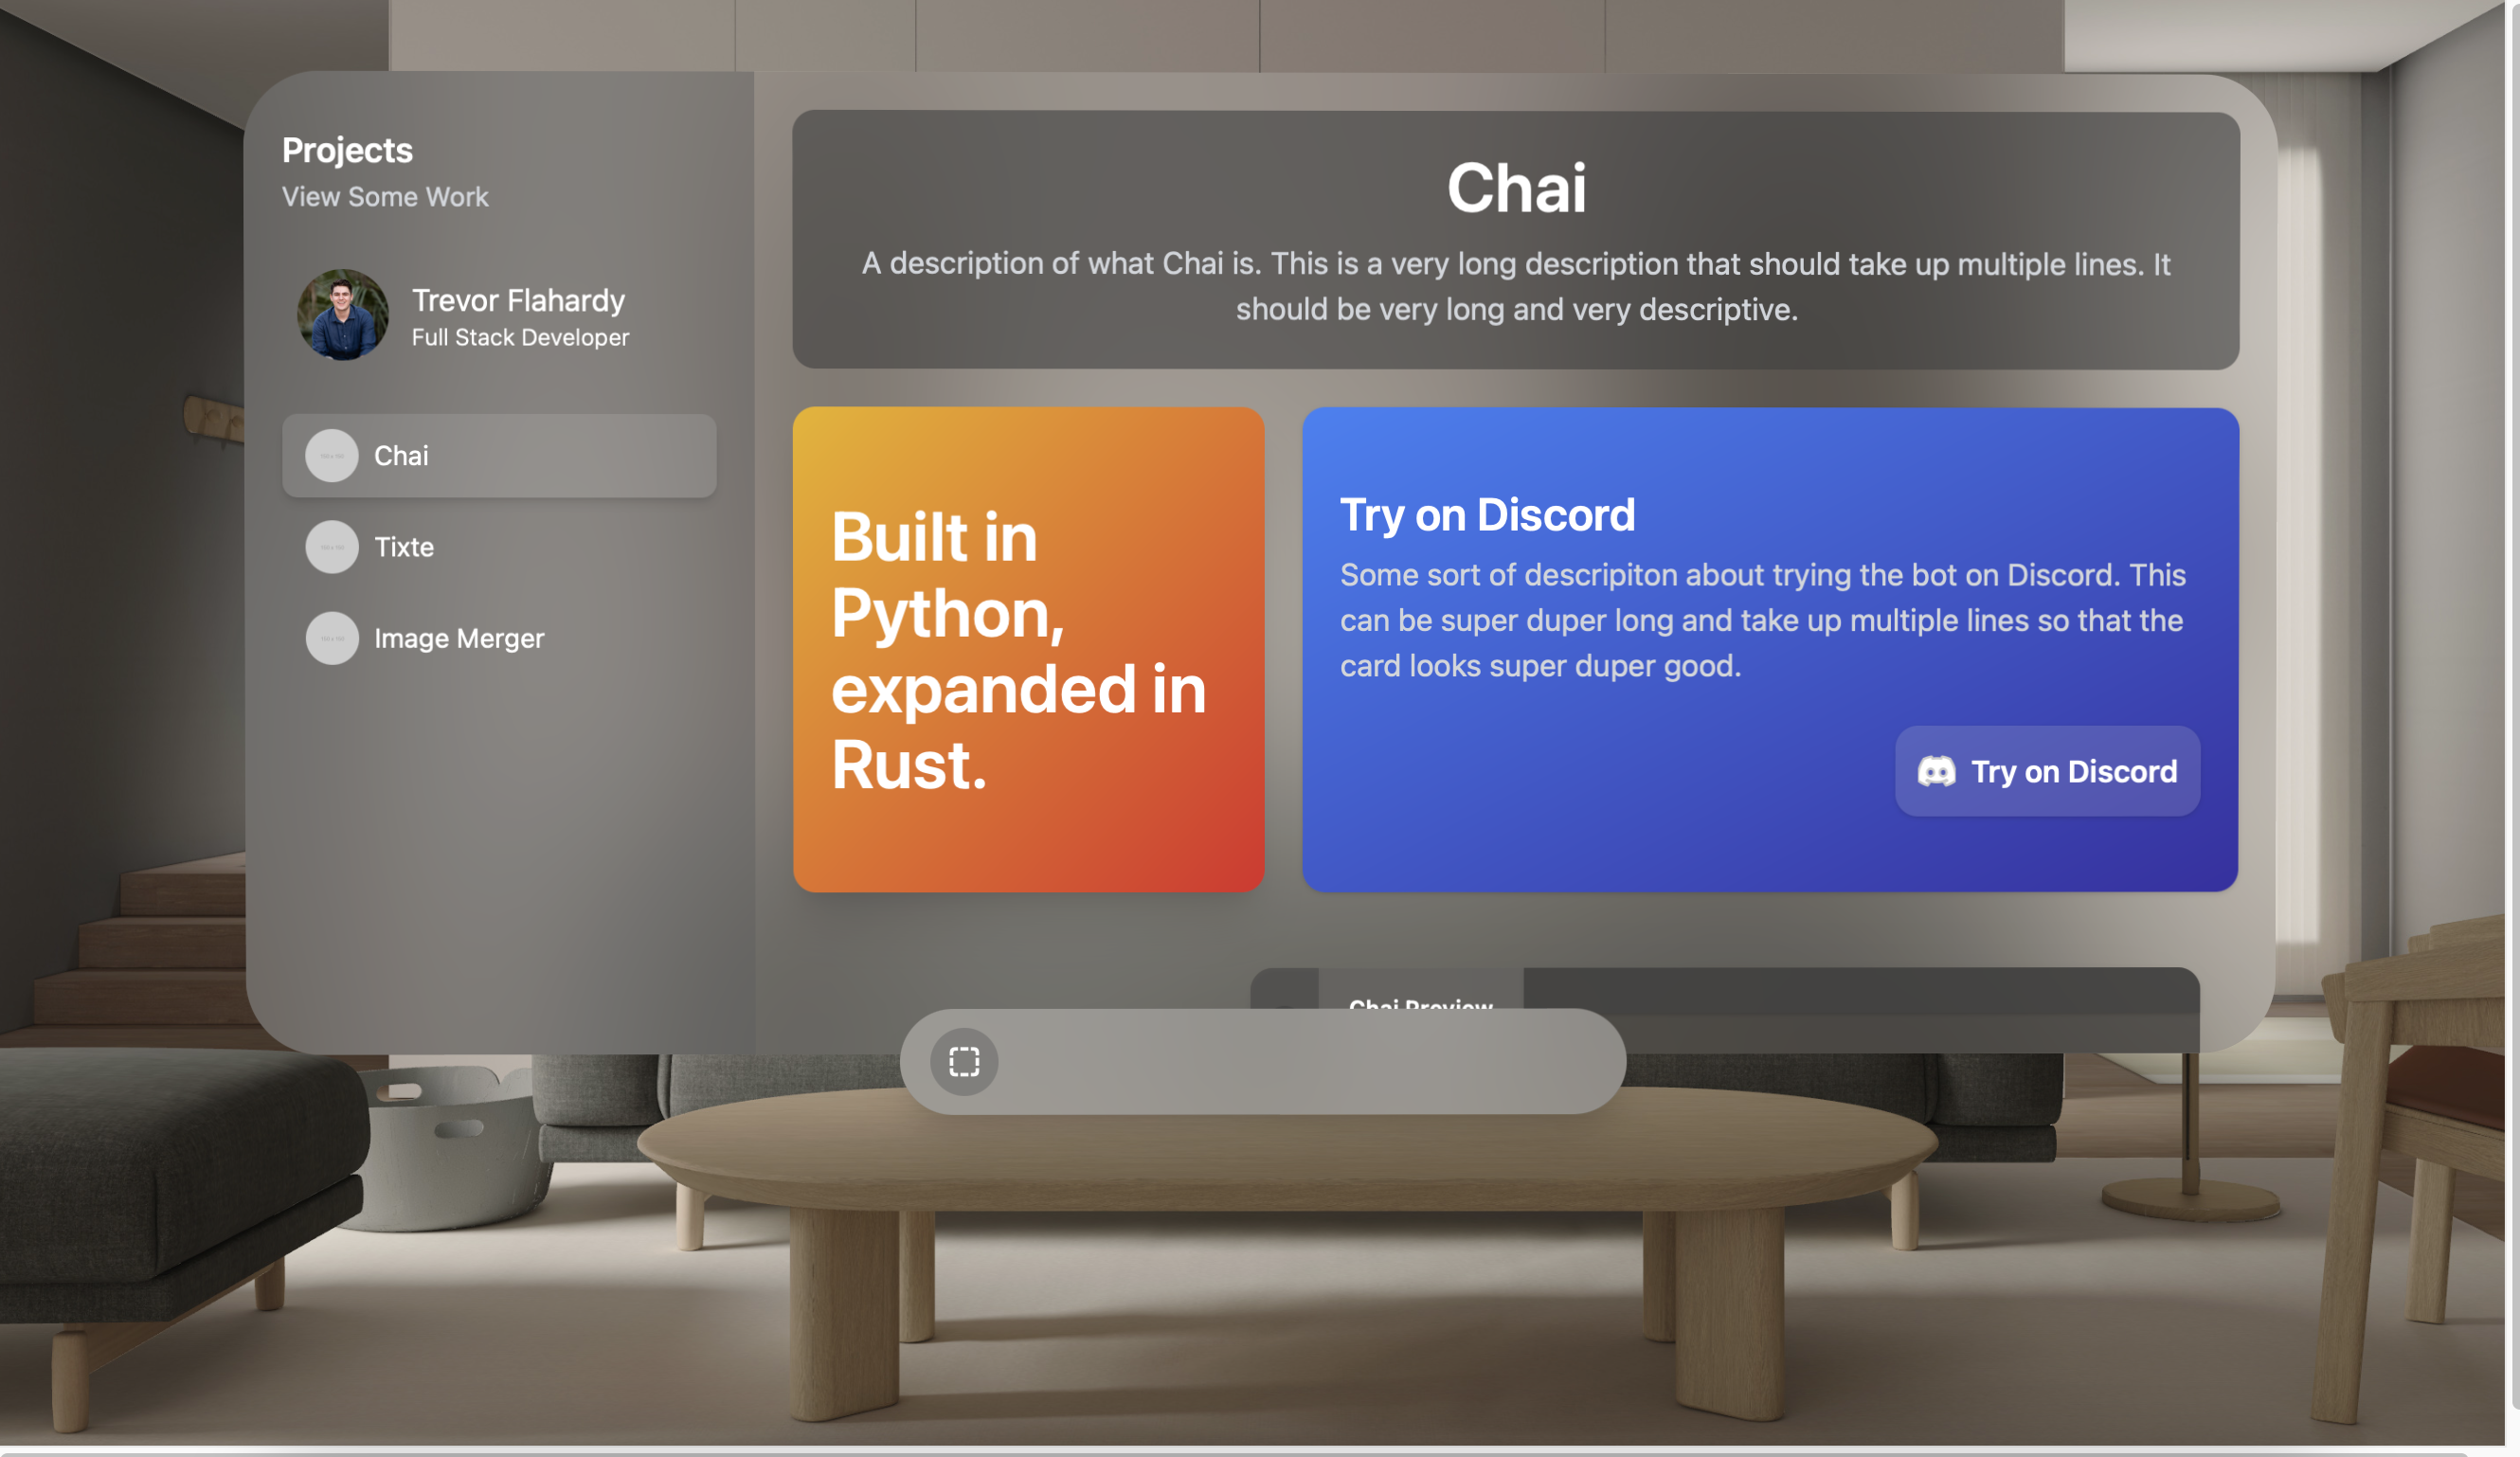 Projects
View Some Work
Trevor Flahardy
Full Stack Developer
Chai
Tixte
Image Merger
Chai
A description of what Chai is. This is a very long description that should take up multiple lines. It
should be very long and very descriptive.
Built in
Python,
expanded in
Rust.
Try on Discord
Some sort of descripiton about trying the bot on Discord. This
can be super duper long and take up multiple lines so that the
card looks super duper good.
Try on Discord
Chai Preview